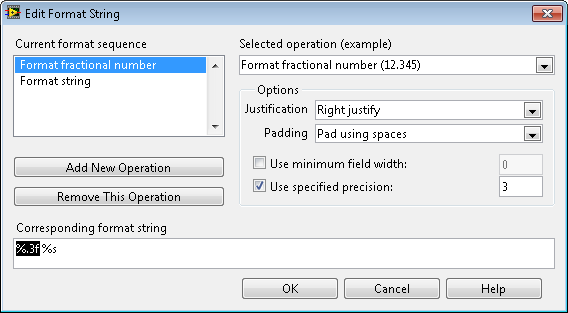 Edit Format String
Current format sequence
Format fractional number
Format string
Add New Operation
Remove This Operation
Selected operation (example)
Format fractional number (12.345)
Options
Justification Right justify
Padding Pad using spaces
Use minimum field width: 0
Use specified precision: 3
Corresponding format string
%.3f %s
OK Cancel Help